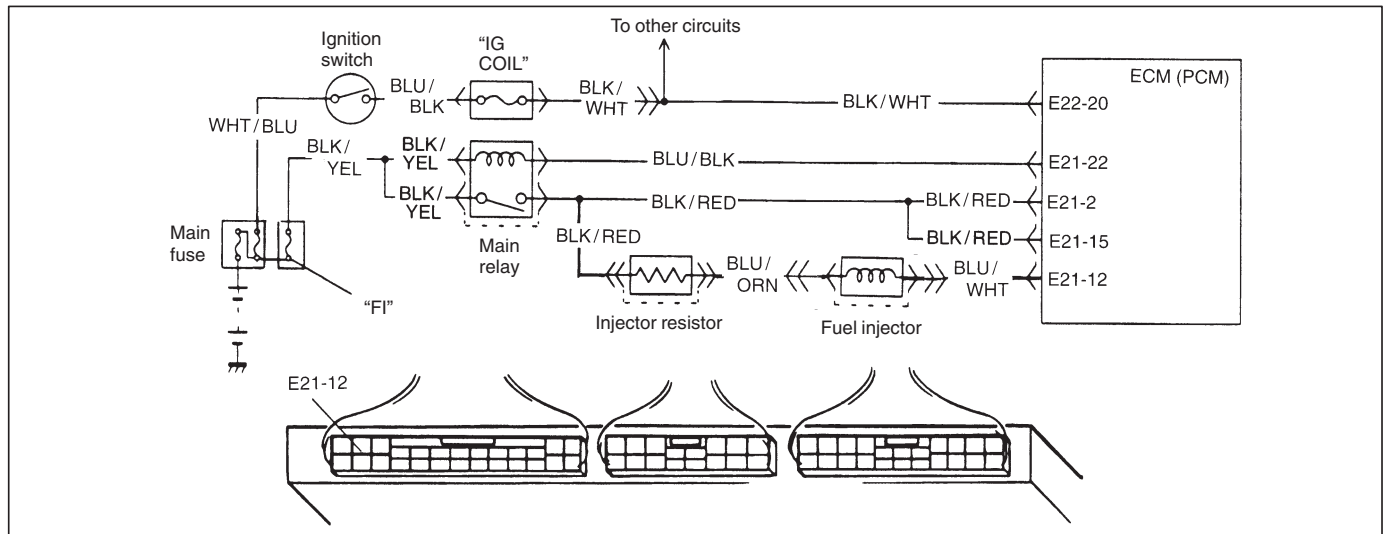 To other circuits
Ignition
switch
“IG
COIL”
ECM (PCM)
BLU/
BLK
BLK/
WHT
BLK/WHT
E22-20
WHT/BLU
BLK/
YEL
BLK/
YEL
BLU/BLK
E21-22
BLK/
YEL
BLK/RED
BLK/RED
E21-2
Main
fuse
Main
relay
BLK/RED
BLK/RED
E21-15
BLU/
ORN
BLU/
WHT
E21-12
“FI”
Injector resistor
Fuel injector
E21-12